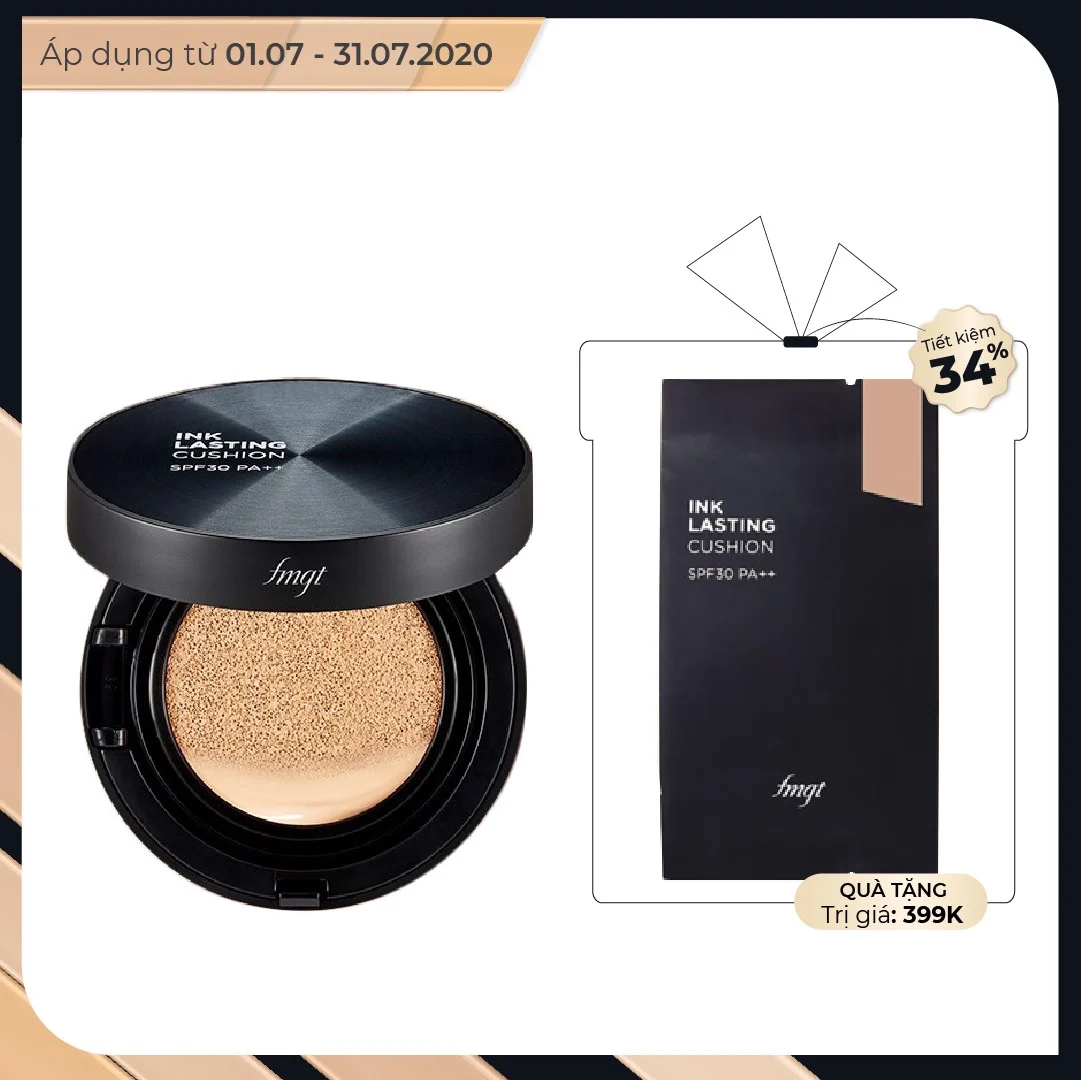 Áp dụng từ 01.07 - 31.07.2020
INK
LASTING
CUSHION
SPF30 PA++
fmgt
Tiết kiệm
34%
INK
LASTING
CUSHION
SPF30 PA++
fmgt
QUÀ TẶNG
Trị giá: 399K